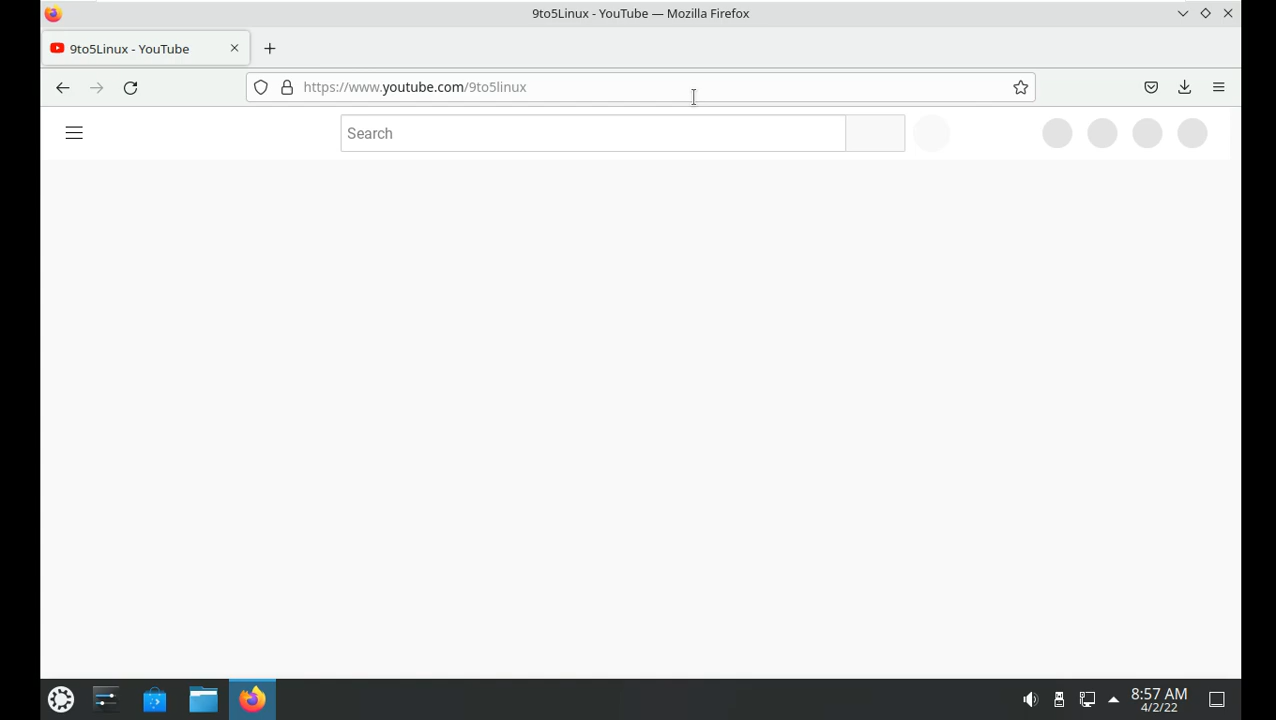 9to5Linux - YouTube — Mozilla Firefox
9to5Linux - YouTube
https://www.youtube.com/9to5linux
Search
8:57 AM
4/2/22